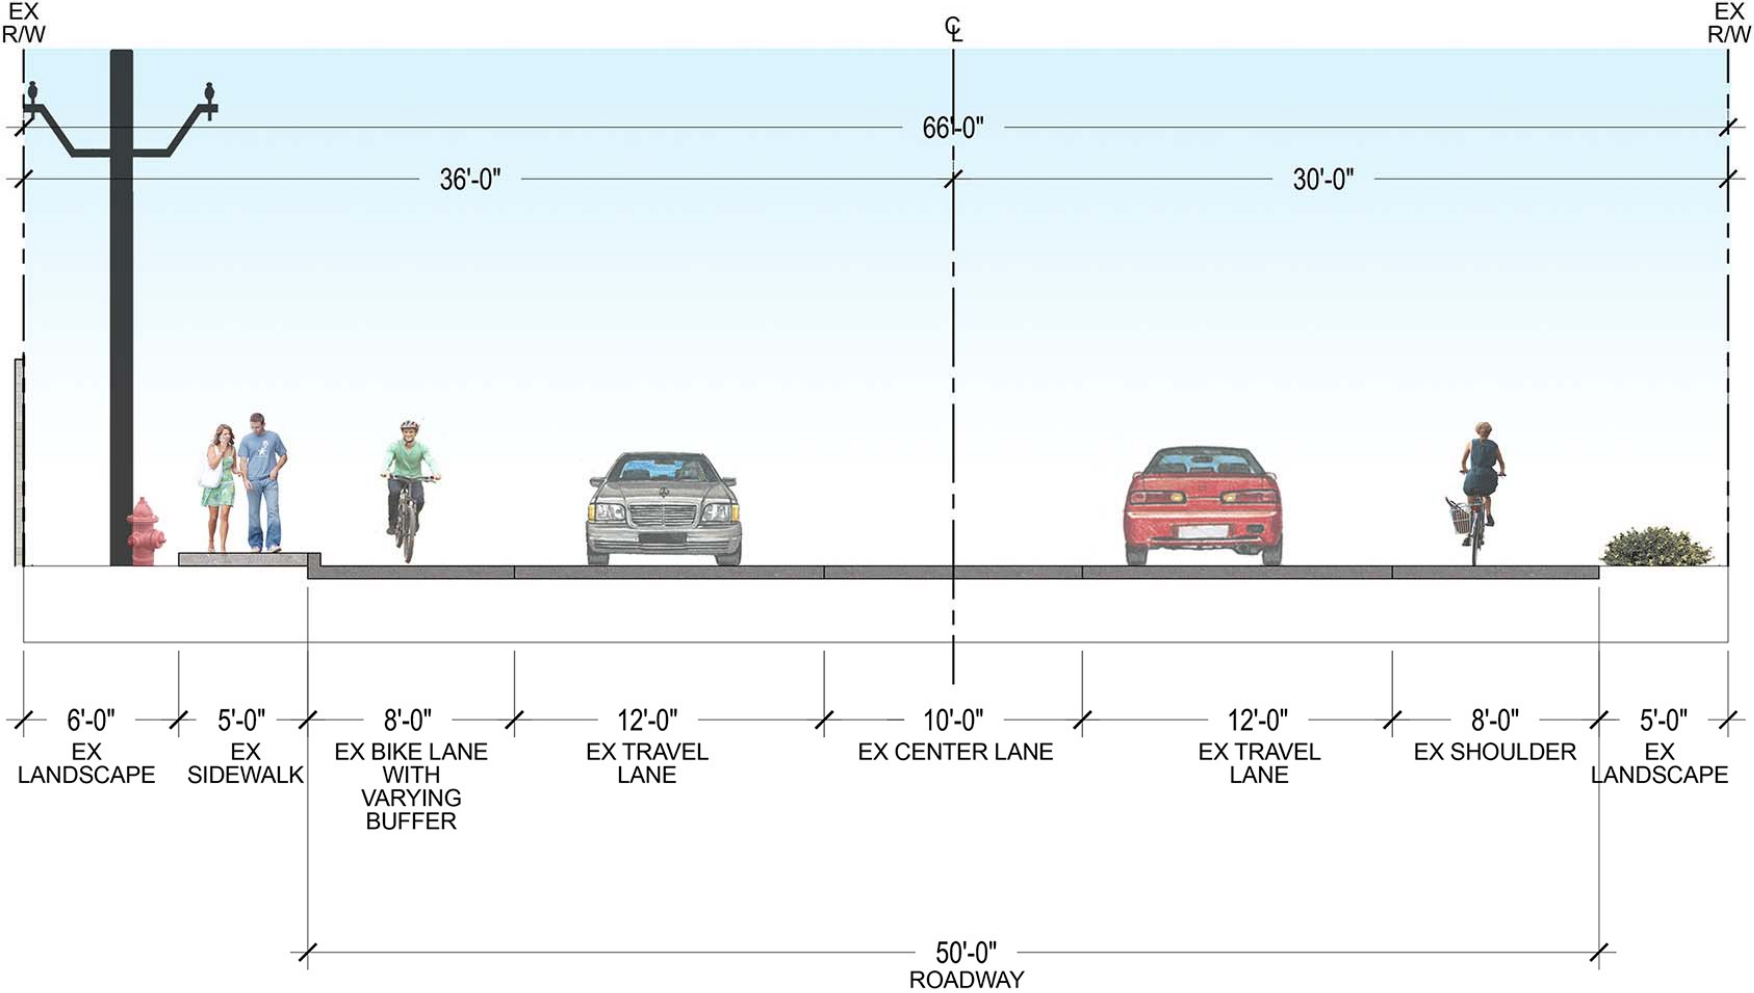 EX
R/W
℄
EX
R/W
66'-0"
36'-0"
30'-0"
6'-0"
EX
LANDSCAPE
5'-0"
EX
SIDEWALK
8'-0"
EX BIKE LANE
WITH
VARYING
BUFFER
12'-0"
EX TRAVEL
LANE
10'-0"
EX CENTER LANE
12'-0"
EX TRAVEL
LANE
8'-0"
EX SHOULDER
5'-0"
EX
LANDSCAPE
50'-0"
ROADWAY